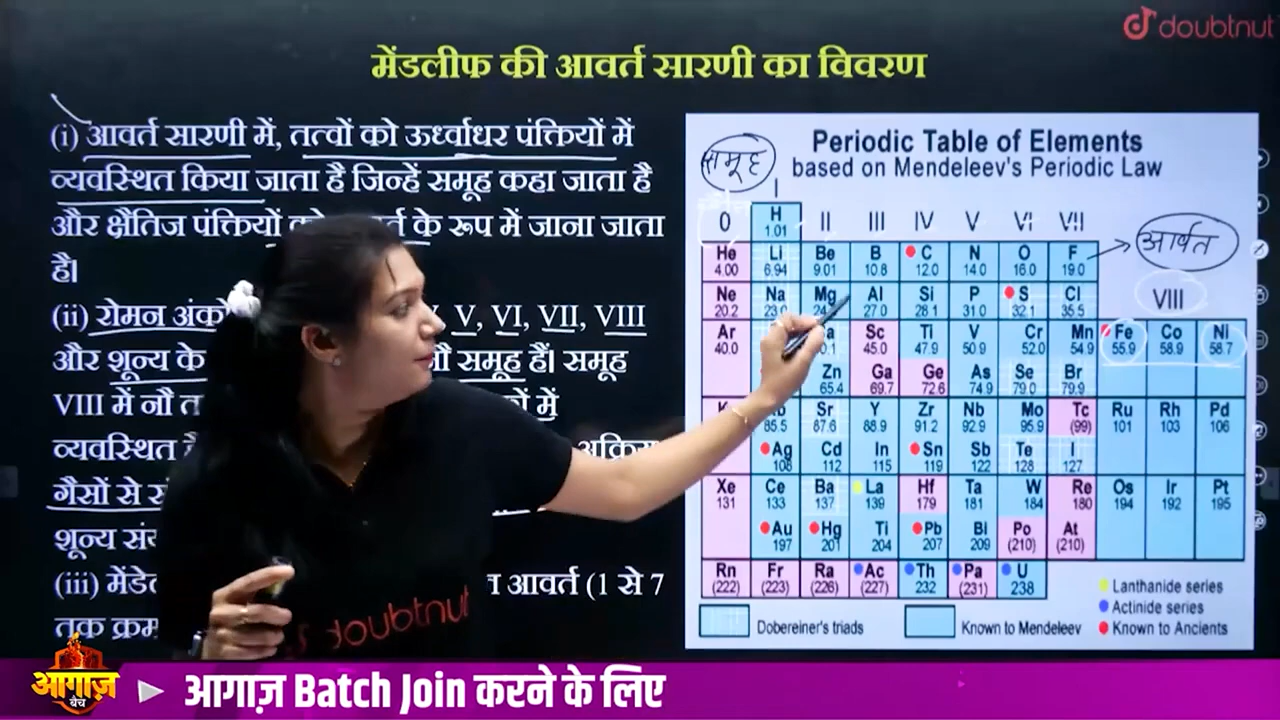 doubtnut
मेंडलीफ की आवर्त सारणी का विवरण
(i) आवर्त सारणी में, तत्वों को ऊर्ध्वाधर पंक्तियों में
व्यवस्थित किया जाता है जिन्हें समूह कहा जाता है
और क्षैतिज पंक्तियों के रूप में जाना जाता
है।
(ii) रोमन V, VI, VII, VIII
और शून्य के समूह हैं। समूह
VIII में नौ में
व्यवस्थित
गैसों से
शून्य
(iii) आवर्त (1 से 7
तक
Periodic Table of Elements
based on Mendeleev's Periodic Law
समूह
I
0 H II III IV V VI VII
1.01
He Li Be B C N O F
4.00 6.94 9.01 10.8 12.0 14.0 16.0 19.0
आर्वत
Ne Na Mg Al Si P S Cl VIII
20.2 27.0 28.1 31.0 32.1 35.5
Ar Sc Ti V Cr Mn Fe Co Ni
40.0 45.0 47.9 50.9 52.0 54.9 55.9 58.9 58.7
Zn Ga Ge As Se Br
65.4 69.7 72.6 74.9 79.0 79.9
Sr Y Zr Nb Mo Tc Ru Rh Pd
85.5 87.6 88.9 91.2 92.9 95.9 (99) 101 103 106
Ag Cd In Sn Sb Te I
108 112 115 119 122 128 127
Xe Ce Ba La Hf Ta W Re Os Ir Pt
131 133 137 139 179 181 184 180 194 192 195
Au Hg Ti Pb Bi Po At
197 201 204 207 209 (210) (210)
Rn Fr Ra Ac Th Pa U
(222) (223) (226) (227) 232 (231) 238
Lanthanide series
Actinide series
Known to Ancients
Dobereiner's triads Known to Mendeleev
doubtnut
आगाज़ बैच
आगाज़ Batch Join करने के लिए